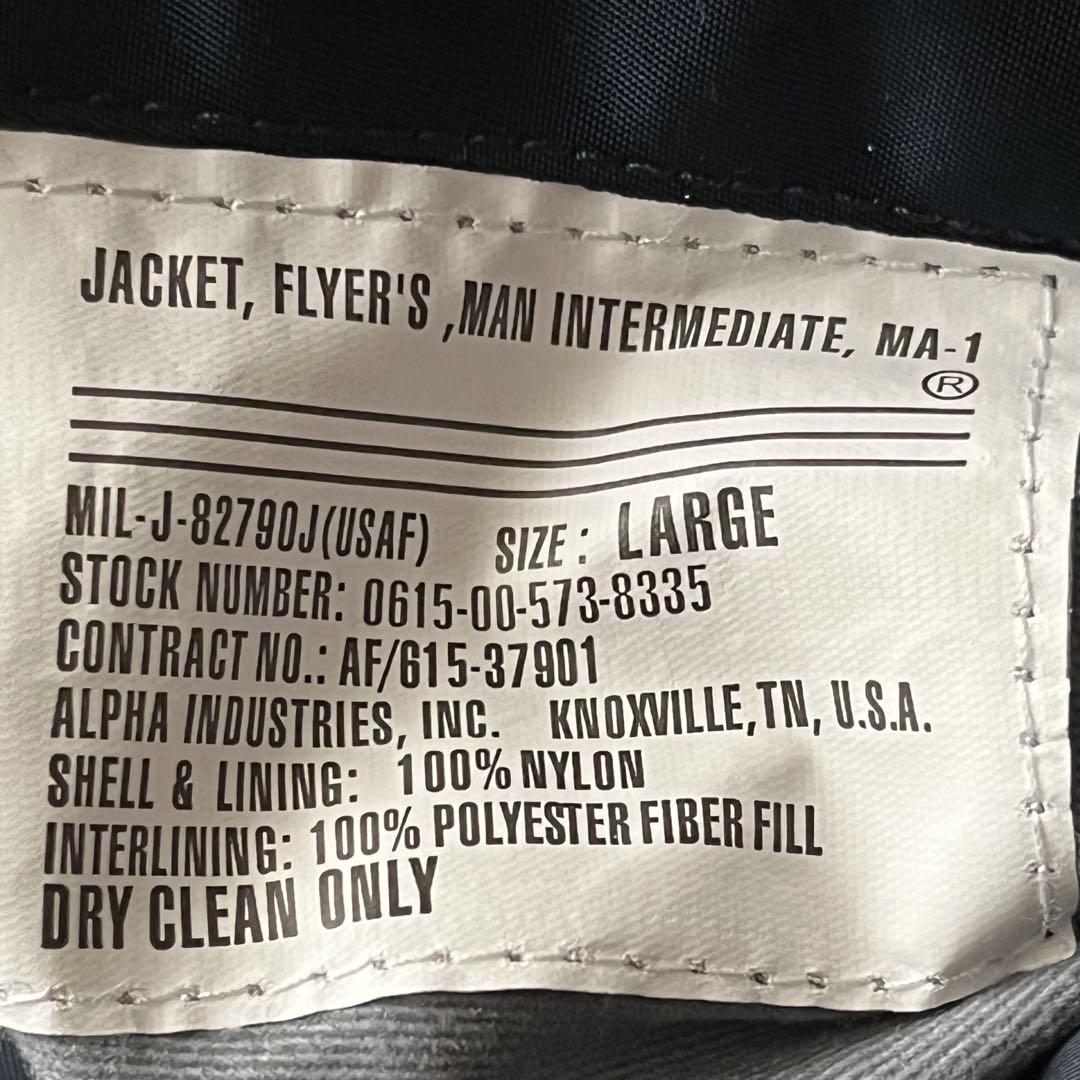 JACKET, FLYER'S ,MAN INTERMEDIATE, MA-1
®
MIL-J-82790J(USAF) SIZE: LARGE
STOCK NUMBER: 0615-00-573-8335
CONTRACT NO.: AF/615-37901
ALPHA INDUSTRIES, INC. KNOXVILLE,TN, U.S.A.
SHELL & LINING: 100% NYLON
INTERLINING: 100% POLYESTER FIBER FILL
DRY CLEAN ONLY